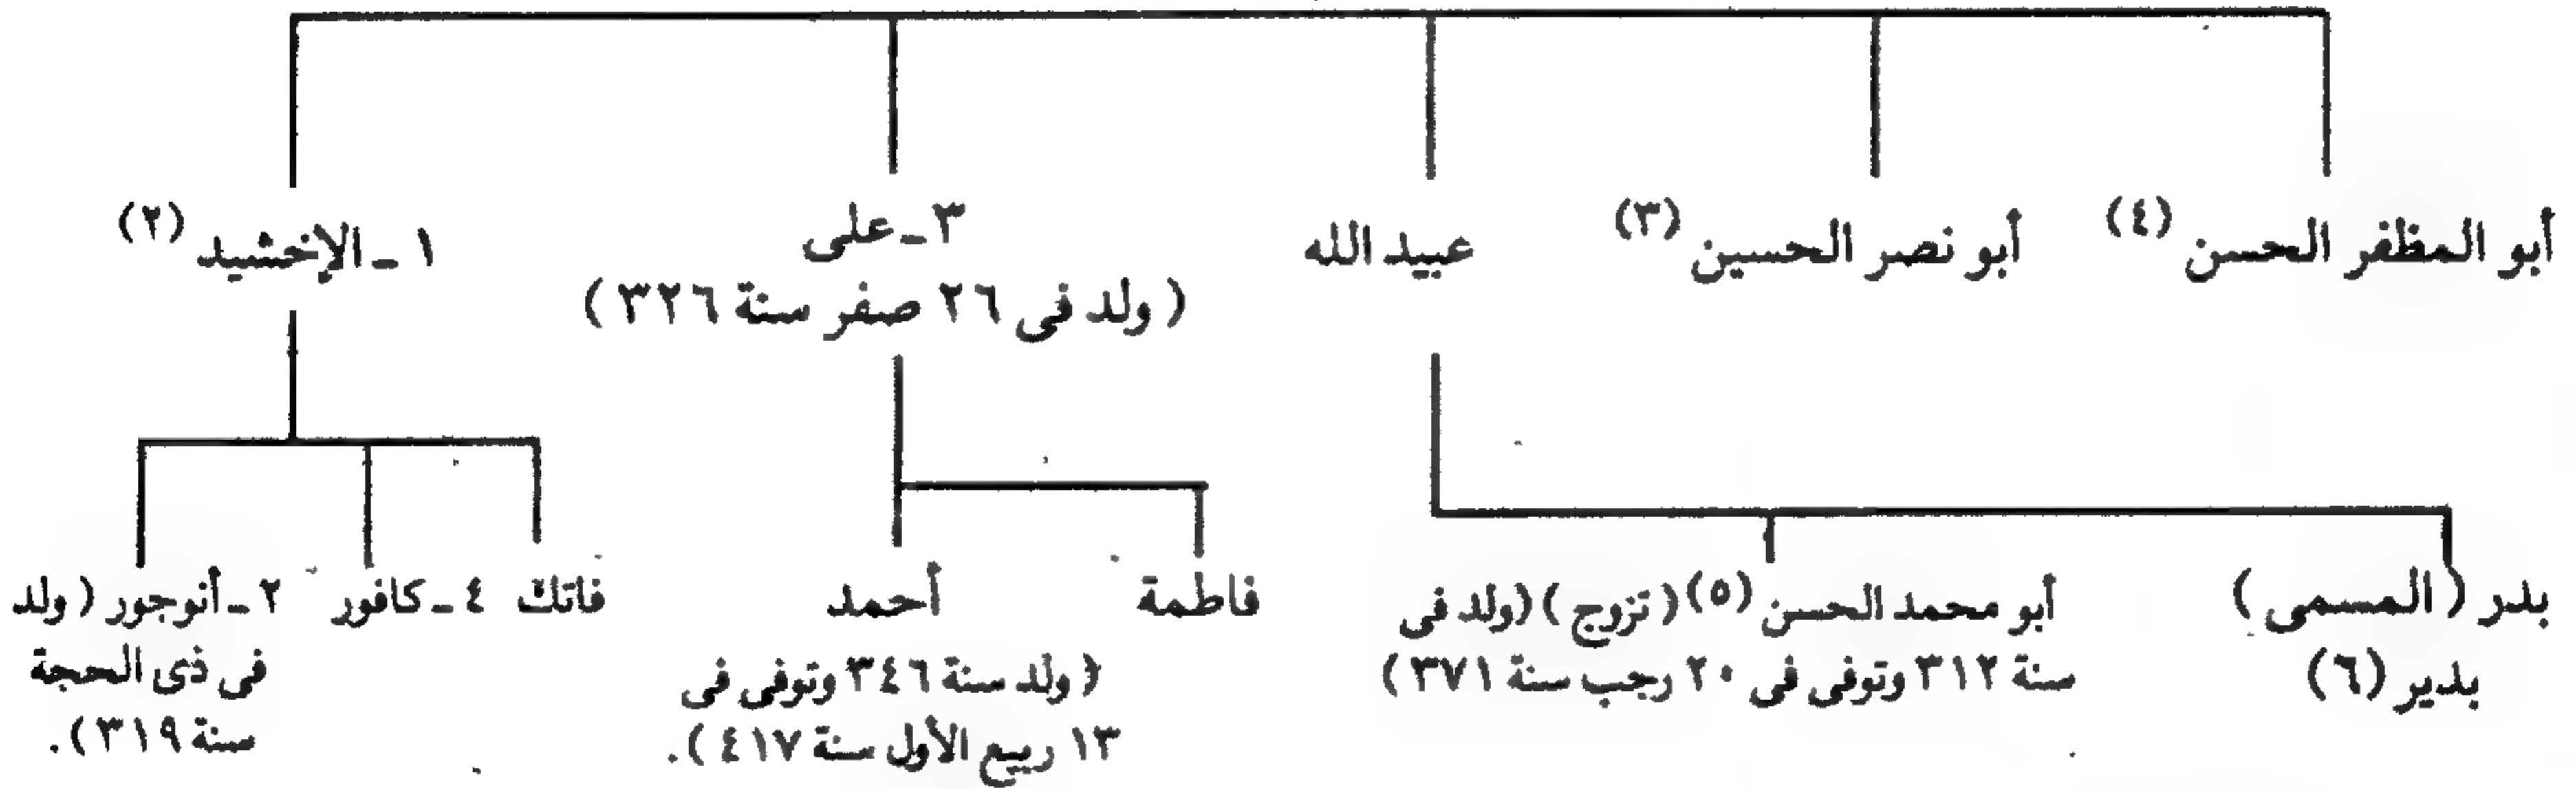 أبو المظفر الحسن (٤)
أبو نصر الحسين (٣)
عبيد الله
٣ - على
( ولد فى ٢٦ صفر سنة ٣٢٦ )
١ - الإخشيد (٢)
بدر ( المسمى )
بدير (٦)
أبو محمد الحسن (٥) ( تزوج ) ( ولد فى
سنة ٣١٢ وتوفى فى ٢٠ رجب سنة ٣٧١ )
فاطمة
أحمد
( ولد سنة ٣٤٦ وتوفى فى
١٣ ربيع الأول سنة ٤١٧ ) .
فاتك
٤ - كافور
٢ - أنوجور ( ولد
فى ذى الحجة
سنة ٣١٩ ) .